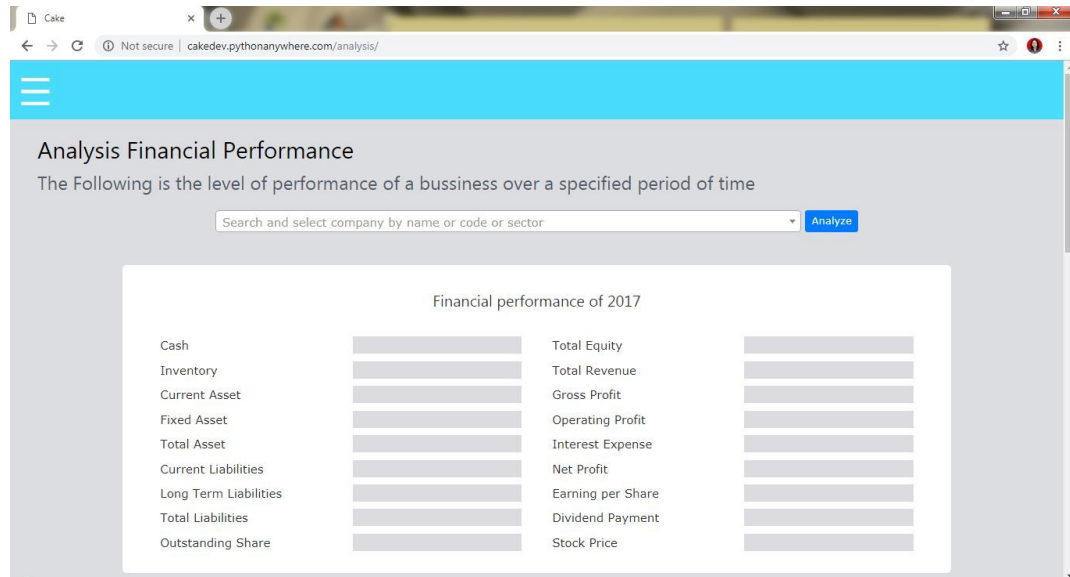 Cake
Not secure | cakedev.pythonanywhere.com/analysis/
Analysis Financial Performance
The Following is the level of performance of a bussiness over a specified period of time
Search and select company by name or code or sector
Analyze
Financial performance of 2017
Cash
Total Equity
Inventory
Total Revenue
Current Asset
Gross Profit
Fixed Asset
Operating Profit
Total Asset
Interest Expense
Current Liabilities
Net Profit
Long Term Liabilities
Earning per Share
Total Liabilities
Dividend Payment
Outstanding Share
Stock Price